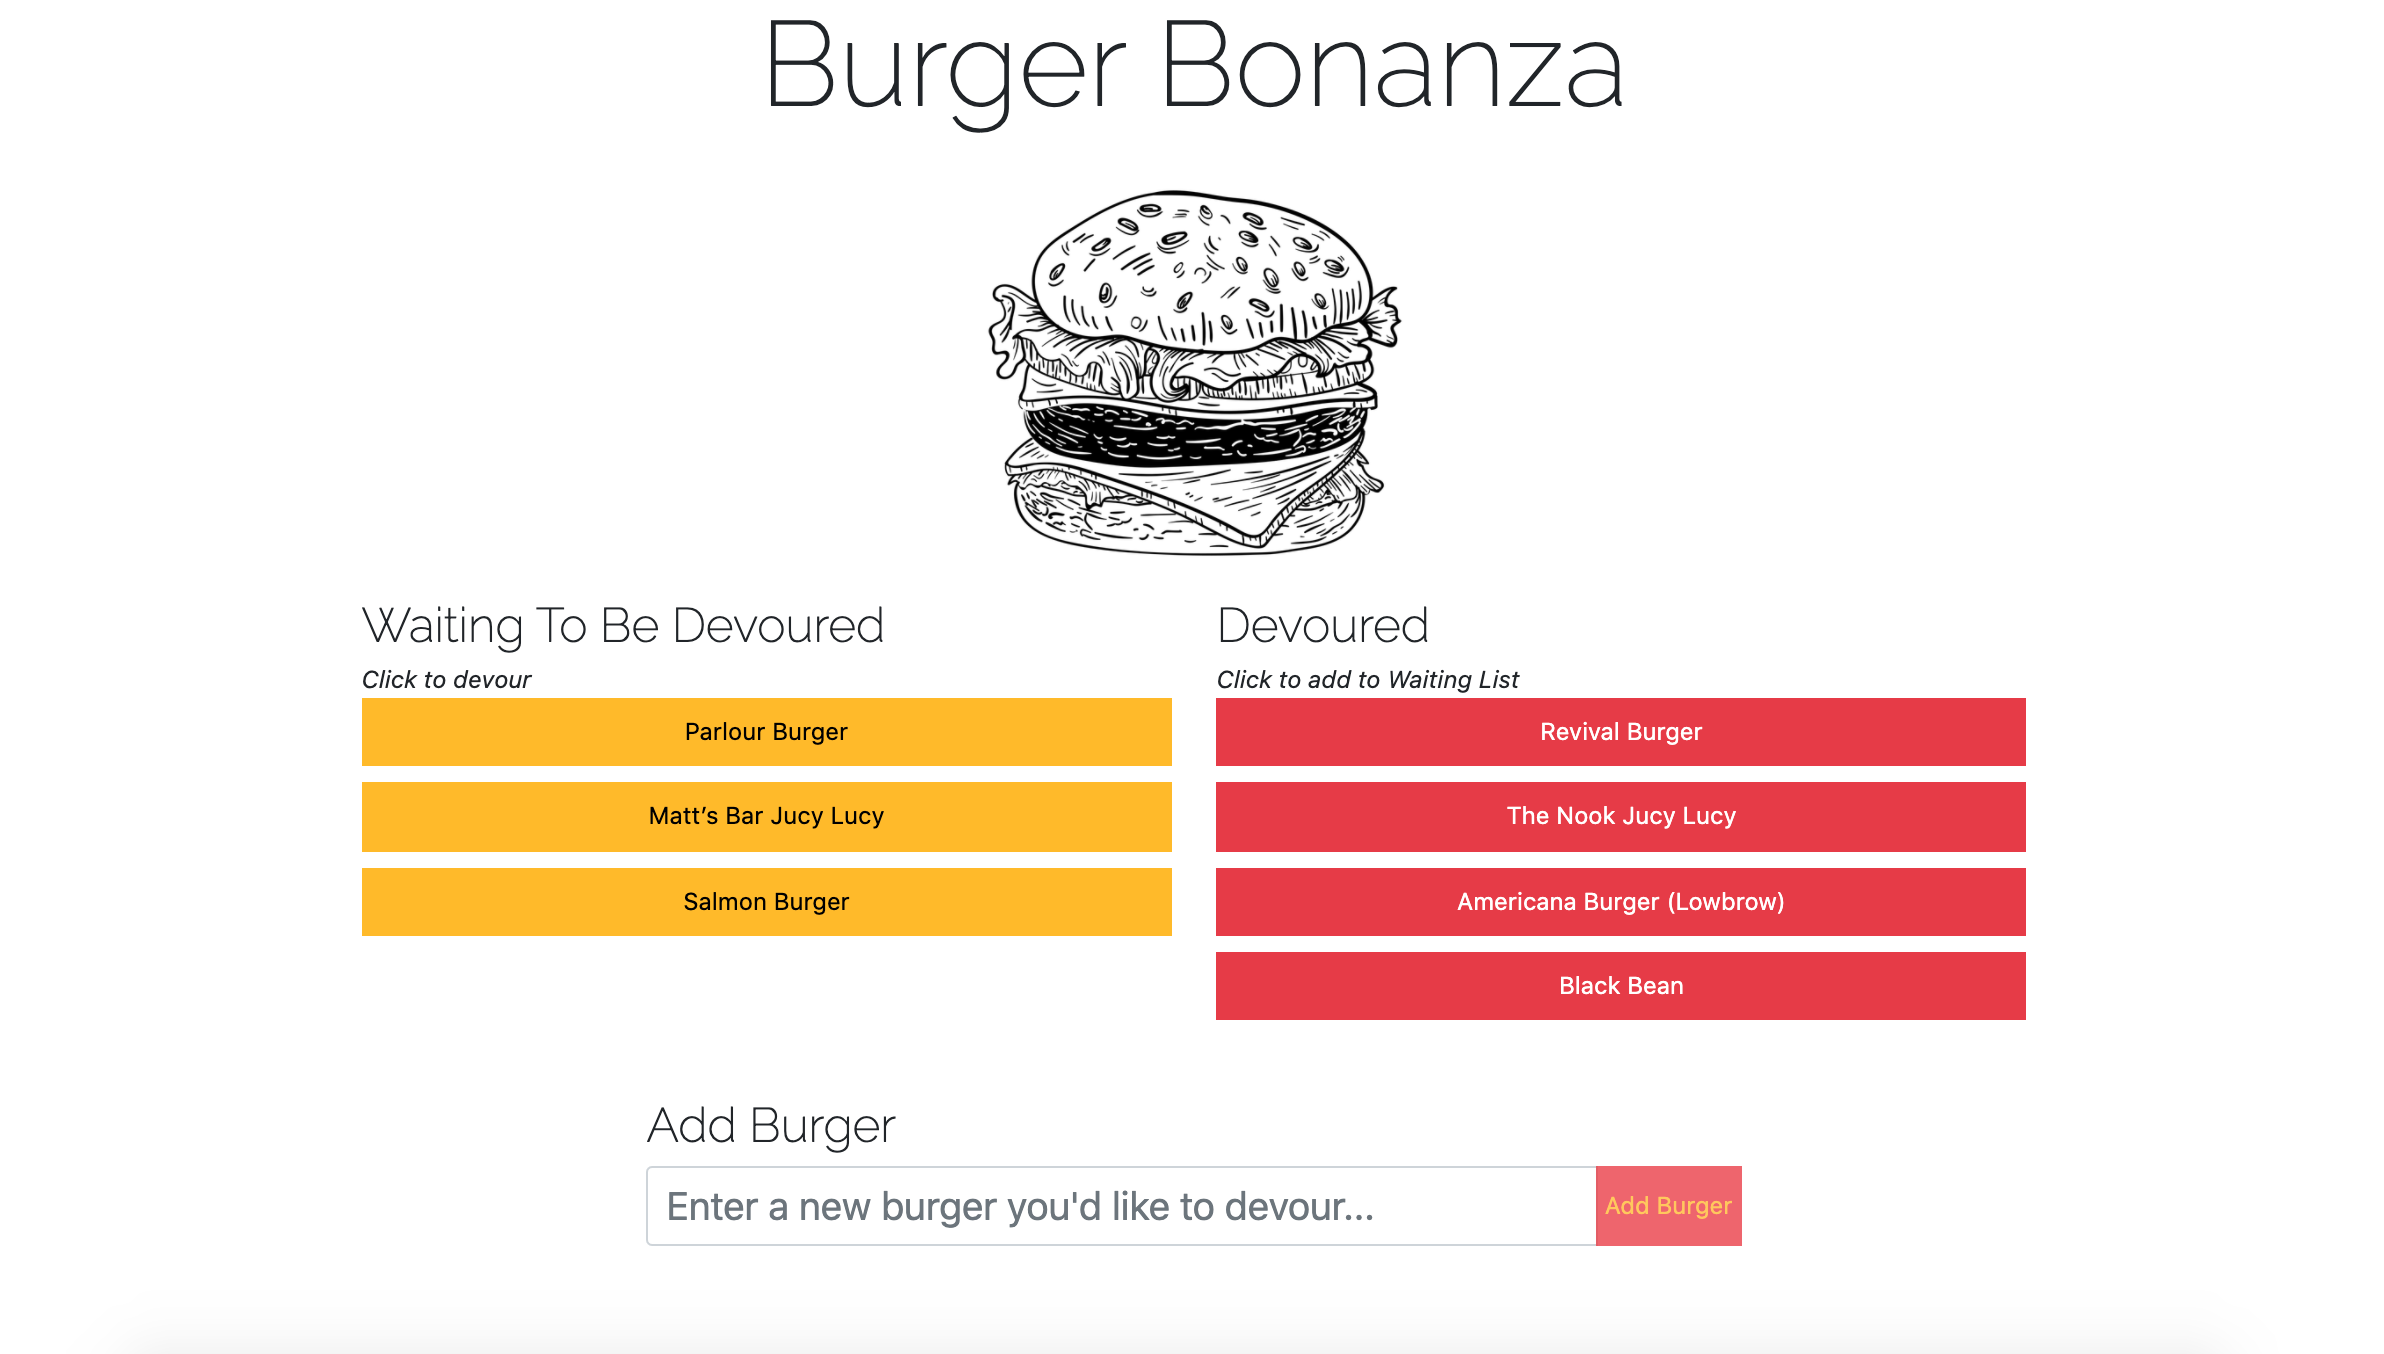 Burger Bonanza
Waiting To Be Devoured
Click to devour
Parlour Burger
Matt’s Bar Jucy Lucy
Salmon Burger
Devoured
Click to add to Waiting List
Revival Burger
The Nook Jucy Lucy
Americana Burger (Lowbrow)
Black Bean
Add Burger
Enter a new burger you'd like to devour...
Add Burger